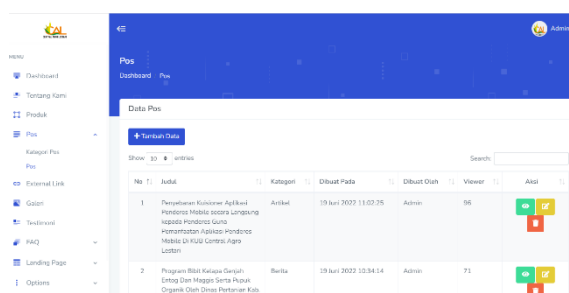 CAL
Admin
MENU
Dashboard
Tentang Kami
Produk
Pos
Kategori Pos
Pos
External Link
Galeri
Testimoni
FAQ
Landing Page
Options
Pos
Dashboard Pos
Data Pos
+ Tambah Data
Show 10 entries
Search:
No Judul Kategori Dibuat Pada Dibuat Oleh Viewer Aksi
1 Penyebaran Kuisioner Aplikasi Artikel 19 Juni 2022 11:02:25 Admin 96
Penderes Mobile secara Langsung
kepada Penderes Guna
Pemanfaatan Aplikasi Penderes
Mobile Di KUB Central Agro
Lestari
2 Program Bibit Kelapa Genjah Berita 19 Juni 2022 10:34:14 Admin 71
Entog Dan Maggis Serta Pupuk
Organik Oleh Dinas Pertanian Kab.